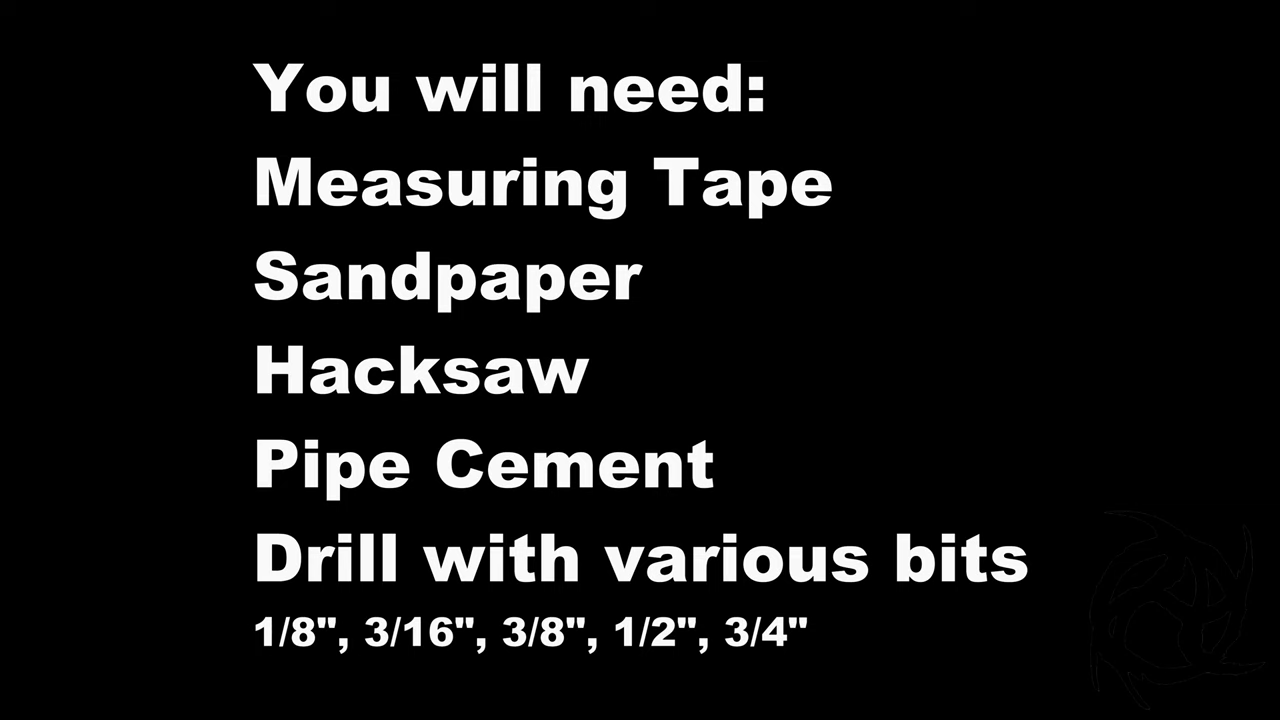 You will need:
Measuring Tape
Sandpaper
Hacksaw
Pipe Cement
Drill with various bits
1/8", 3/16", 3/8", 1/2", 3/4"